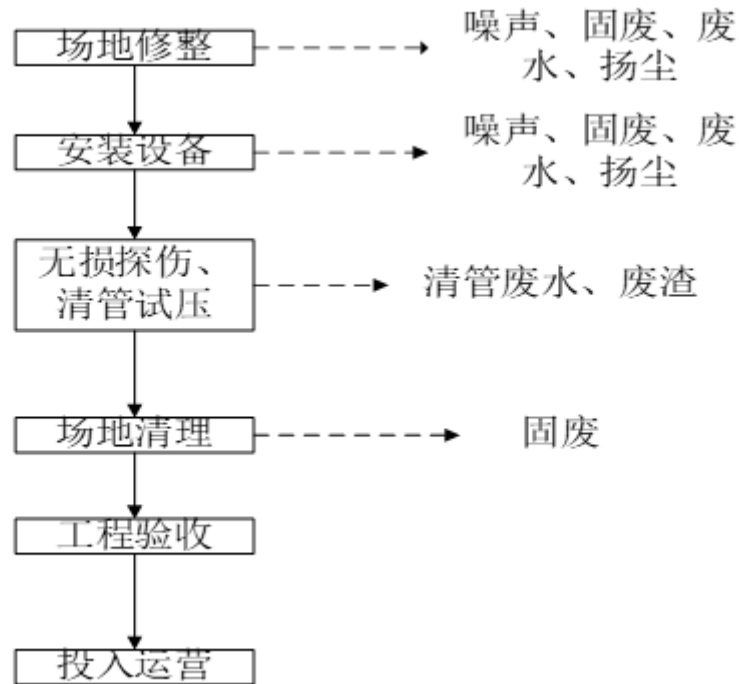 场地修整
噪声、固废、废
水、扬尘
安装设备
噪声、固废、废
水、扬尘
无损探伤、
清管试压
清管废水、废渣
场地清理
固废
工程验收
投入运营